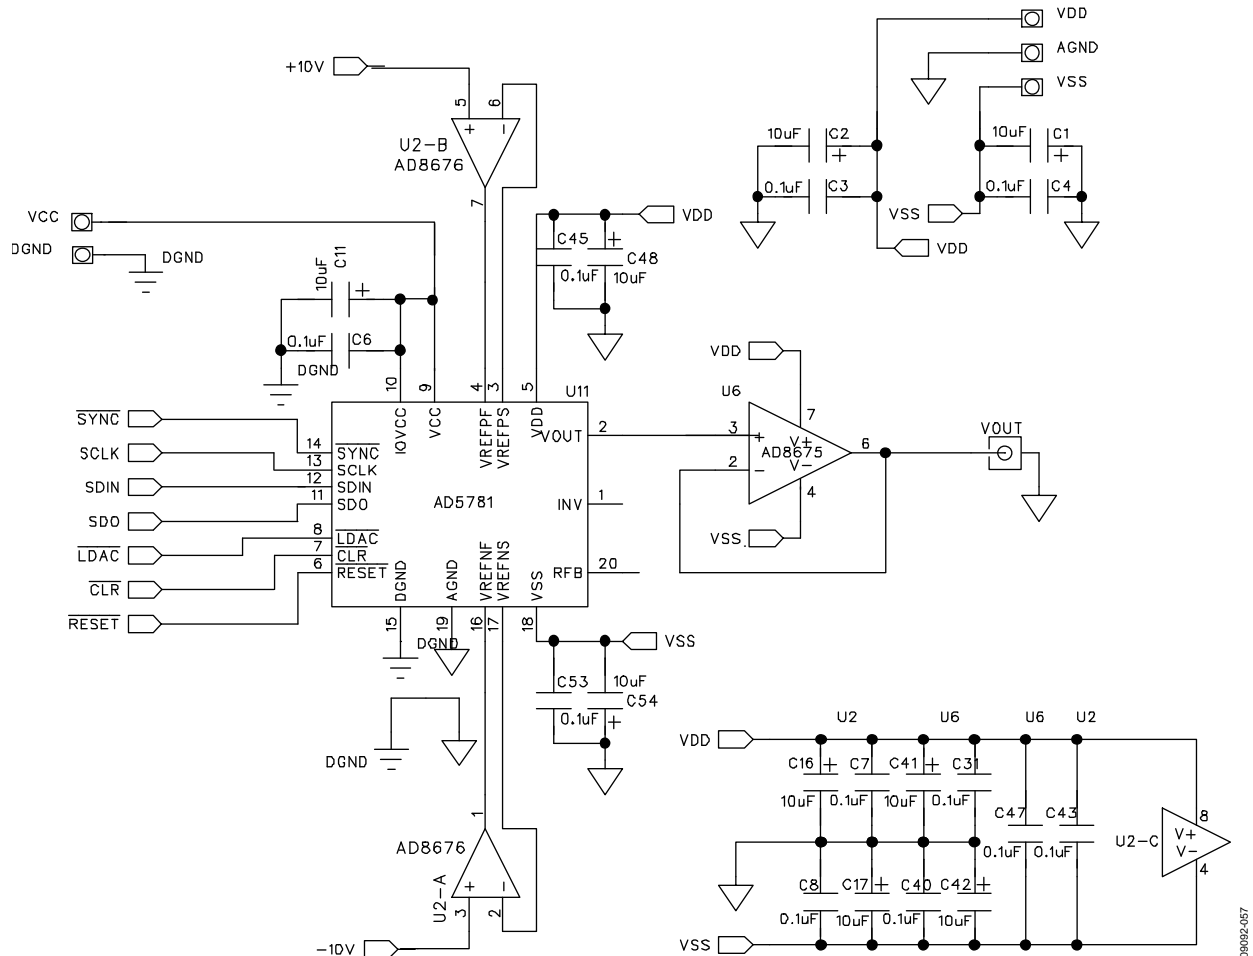 VDD
AGND
VSS
+10V
5
6
U2-B
AD8676
7
10uF
C2
0.1uF
C3
10uF
C1
0.1uF
C4
VSS
VDD
VCC
DGND
DGND
10uF
C11
0.1uF
C6
DGND
VDD
C45
0.1uF
C48
10uF
10
9
4
3
5
U11
IOVCC
VCC
VREFPF
VREFPS
VDD
SYNC
SCLK
SDIN
SDO
LDAC
CLR
RESET
14
13
12
11
8
7
6
SYNC
SCLK
SDIN
SDO
LDAC
CLR
RESET
AD5781
VOUT
2
INV
1
RFB
20
DGND
AGND
VREFNF
VREFNS
VSS
15
19
16
17
18
DGND
VDD
U6
7
3
2
V+
AD8675
V-
6
4
VSS
VOUT
VSS
C53
0.1uF
10uF
C54
DGND
1
AD8676
U2-A
3
2
-10V
U2
U6
U6
U2
VDD
C16
10uF
C7
0.1uF
C41
10uF
C31
0.1uF
C47
0.1uF
C43
0.1uF
U2-C
8
V+
V-
4
C8
0.1uF
C17
10uF
C40
0.1uF
C42
10uF
VSS
09092-057